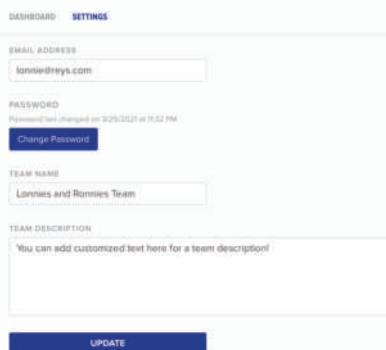 DASHBOARD SETTINGS
EMAIL ADDRESS
lonnie@reys.com
PASSWORD
Password last changed on 3/29/2021 at 11:32 PM
Change Password
TEAM NAME
Lonnies and Ronnies Team
TEAM DESCRIPTION
You can add customized text here for a team description!
UPDATE